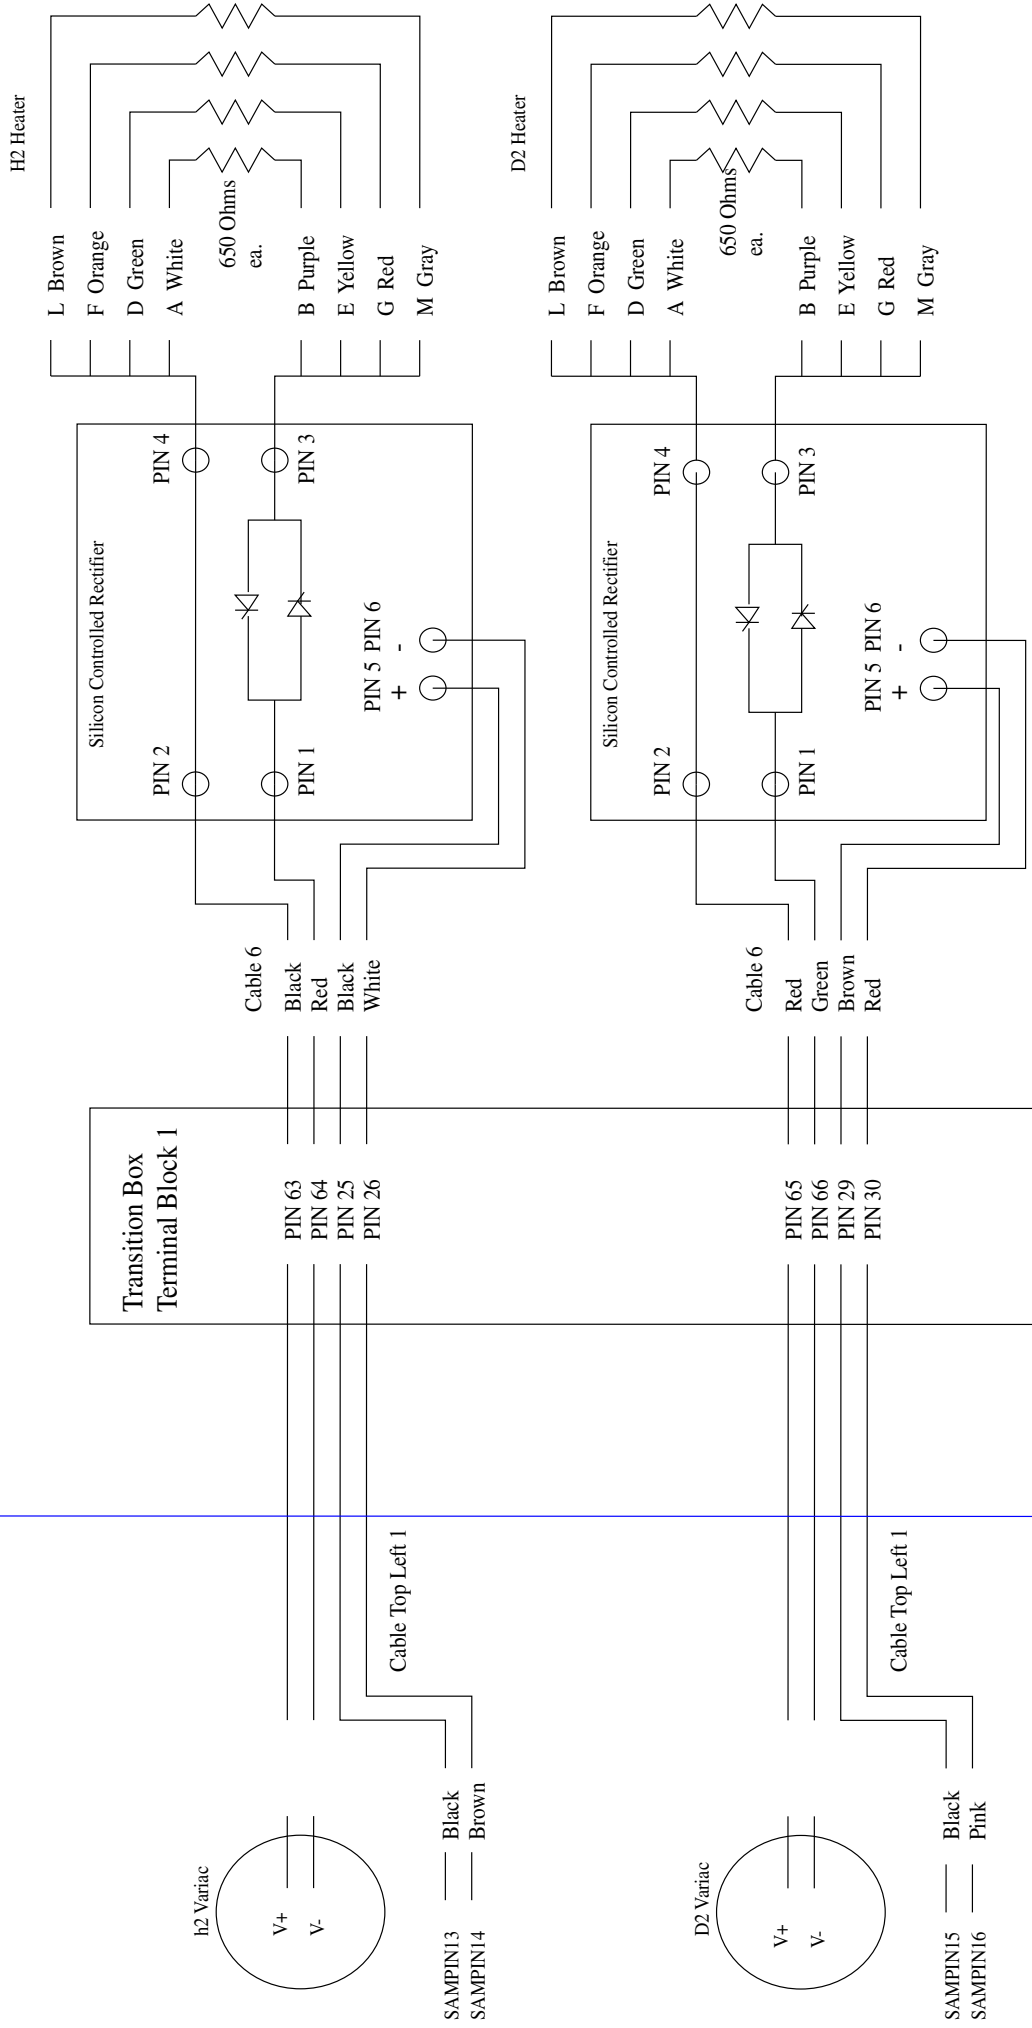 H2 Heater
L Brown
F Orange
D Green
A White
650 Ohms
ea.
B Purple
E Yellow
G Red
M Gray
Silicon Controlled Rectifier
PIN 4
PIN 3
PIN 2
PIN 1
PIN 5
PIN 6
+
-
Cable 6
Black
Red
Black
White
Transition Box
Terminal Block 1
PIN 63
PIN 64
PIN 25
PIN 26
Cable Top Left 1
h2 Variac
V+
V-
Black
Brown
SAMPIN13
SAMPIN14
D2 Heater
L Brown
F Orange
D Green
A White
650 Ohms
ea.
B Purple
E Yellow
G Red
M Gray
Silicon Controlled Rectifier
PIN 4
PIN 3
PIN 2
PIN 1
PIN 5
PIN 6
+
-
Cable 6
Red
Green
Brown
Red
PIN 65
PIN 66
PIN 29
PIN 30
Cable Top Left 1
D2 Variac
V+
V-
Black
Pink
SAMPIN15
SAMPIN16